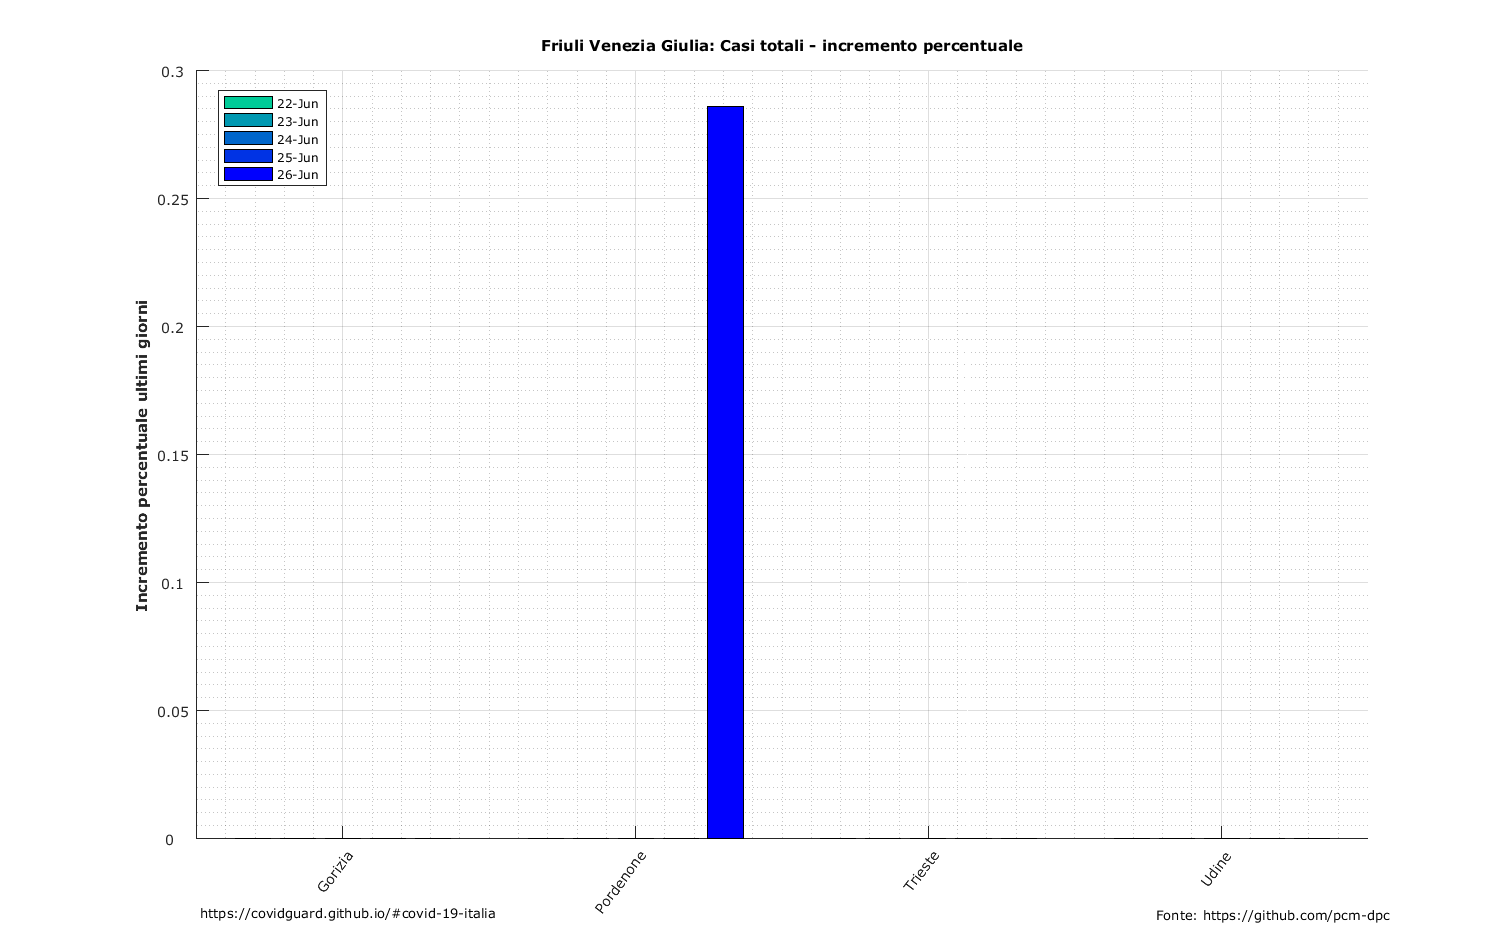 Friuli Venezia Giulia: Casi totali - incremento percentuale
0.3
0.25
0.2
0.15
0.1
0.05
0
Incremento percentuale ultimi giorni
22-Jun
23-Jun
24-Jun
25-Jun
26-Jun
Gorizia
Pordenone
Trieste
Udine
https://covidguard.github.io/#covid-19-italia
Fonte: https://github.com/pcm-dpc